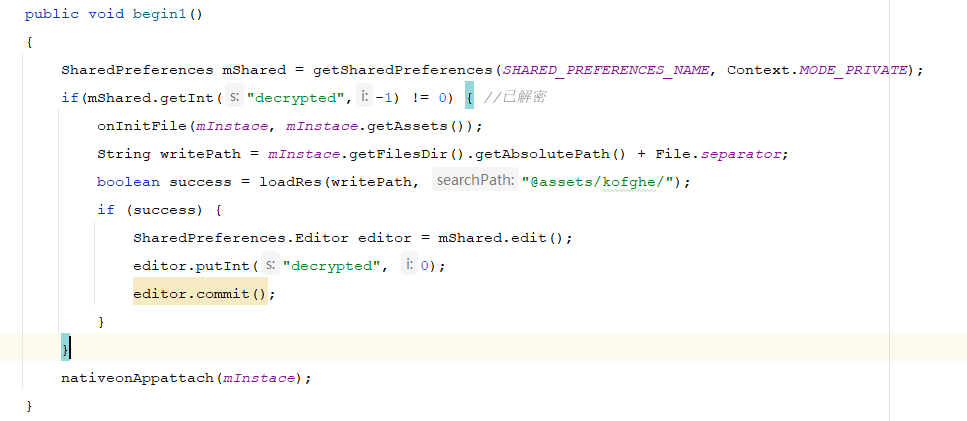 public void begin1()
{
SharedPreferences mShared = getSharedPreferences(SHARED_PREFERENCES_NAME, Context.MODE_PRIVATE);
if(mShared.getInt( s: "decrypted", i: -1) != 0) { //已解密
onInitFile(mInstace, mInstace.getAssets());
String writePath = mInstace.getFilesDir().getAbsolutePath() + File.separator;
boolean success = loadRes(writePath, searchPath: "@assets/kofghe/");
if (success) {
SharedPreferences.Editor editor = mShared.edit();
editor.putInt( s: "decrypted", i: 0);
editor.commit();
}
}
nativeonAppattach(mInstace);
}